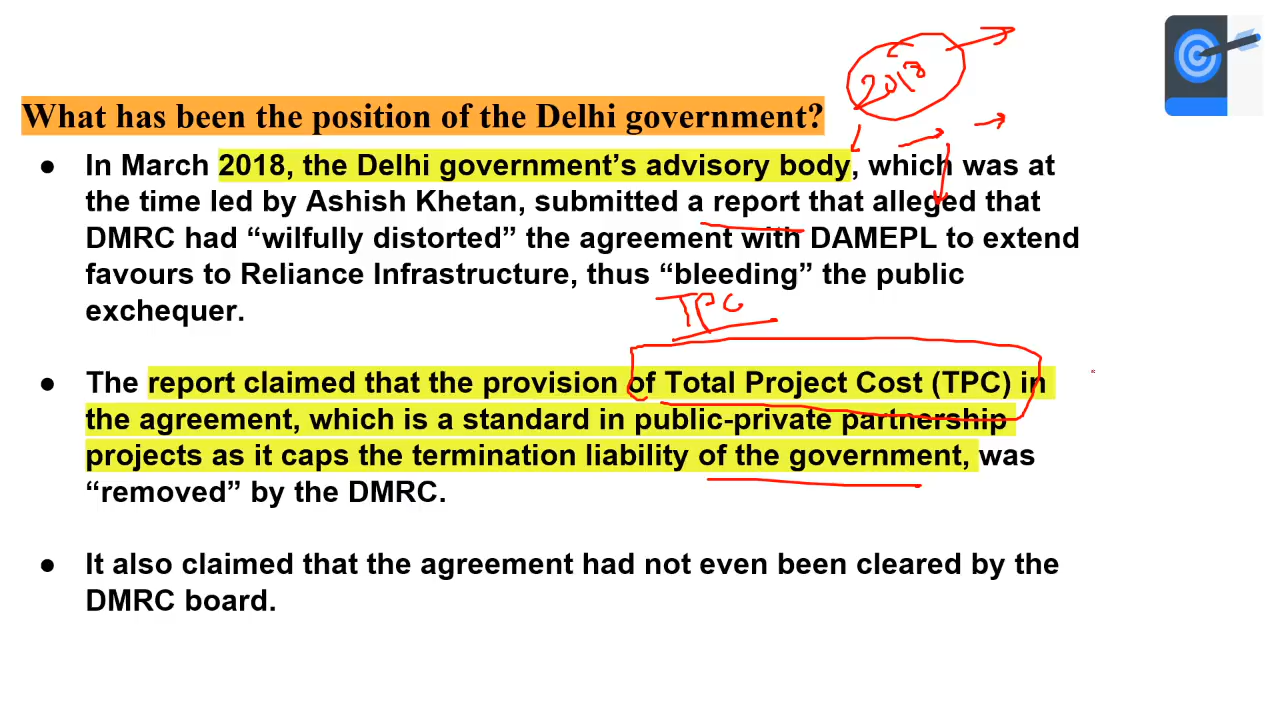 2018
What has been the position of the Delhi government?
● In March 2018, the Delhi government's advisory body, which was at
the time led by Ashish Khetan, submitted a report that alleged that
DMRC had “wilfully distorted” the agreement with DAMEPL to extend
favours to Reliance Infrastructure, thus “bleeding” the public
exchequer.
TPC
● The report claimed that the provision of Total Project Cost (TPC) in
the agreement, which is a standard in public-private partnership
projects as it caps the termination liability of the government, was
“removed” by the DMRC.
● It also claimed that the agreement had not even been cleared by the
DMRC board.